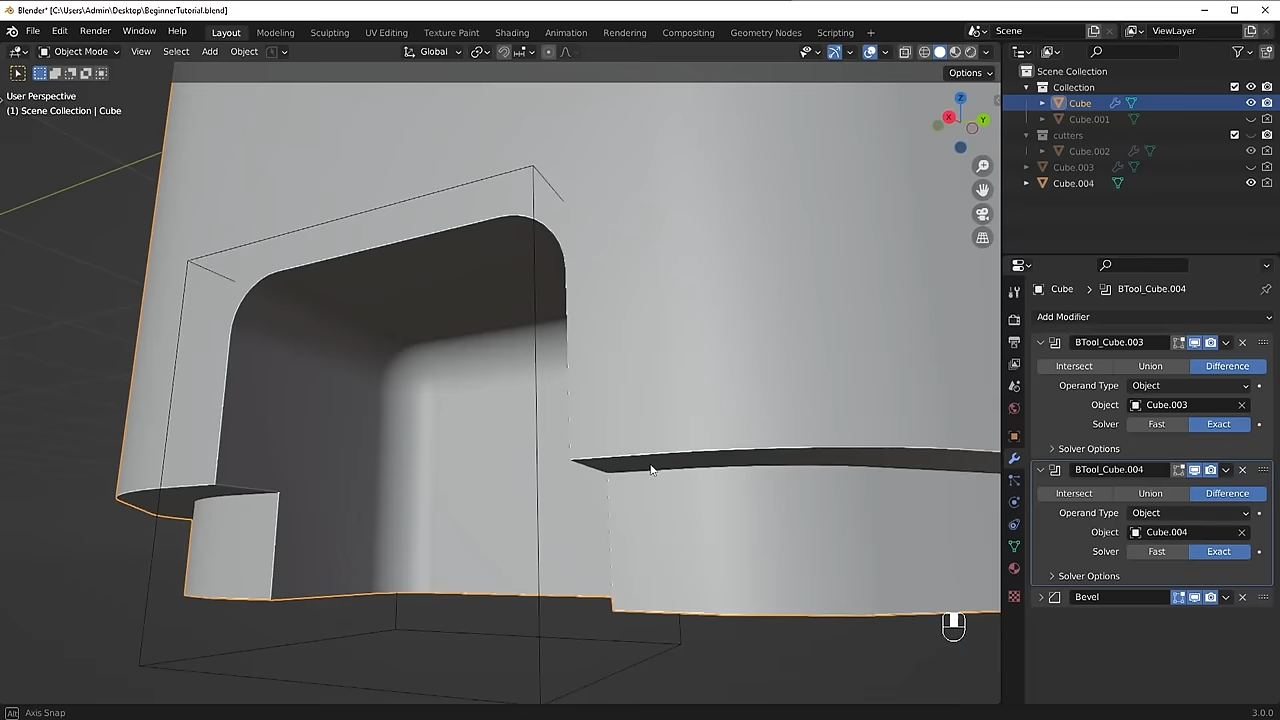 Blender* [C:\Users\Admin\Desktop\BeginnerTutorial.blend]
File Edit Render Window Help Layout Modeling Sculpting UV Editing Texture Paint Shading Animation Rendering Compositing Geometry Nodes Scripting + Scene ViewLayer
Object Mode View Select Add Object Global
Options
User Perspective
(1) Scene Collection | Cube
X Y Z
Scene Collection
Collection
Cube
Cube.001
cutters
Cube.002
Cube.003
Cube.004
Cube > BTool_Cube.004
Add Modifier
BTool_Cube.003
Intersect Union Difference
Operand Type Object
Object Cube.003
Solver Fast Exact
Solver Options
BTool_Cube.004
Intersect Union Difference
Operand Type Object
Object Cube.004
Solver Fast Exact
Solver Options
Bevel
Alt Axis Snap 3.0.0